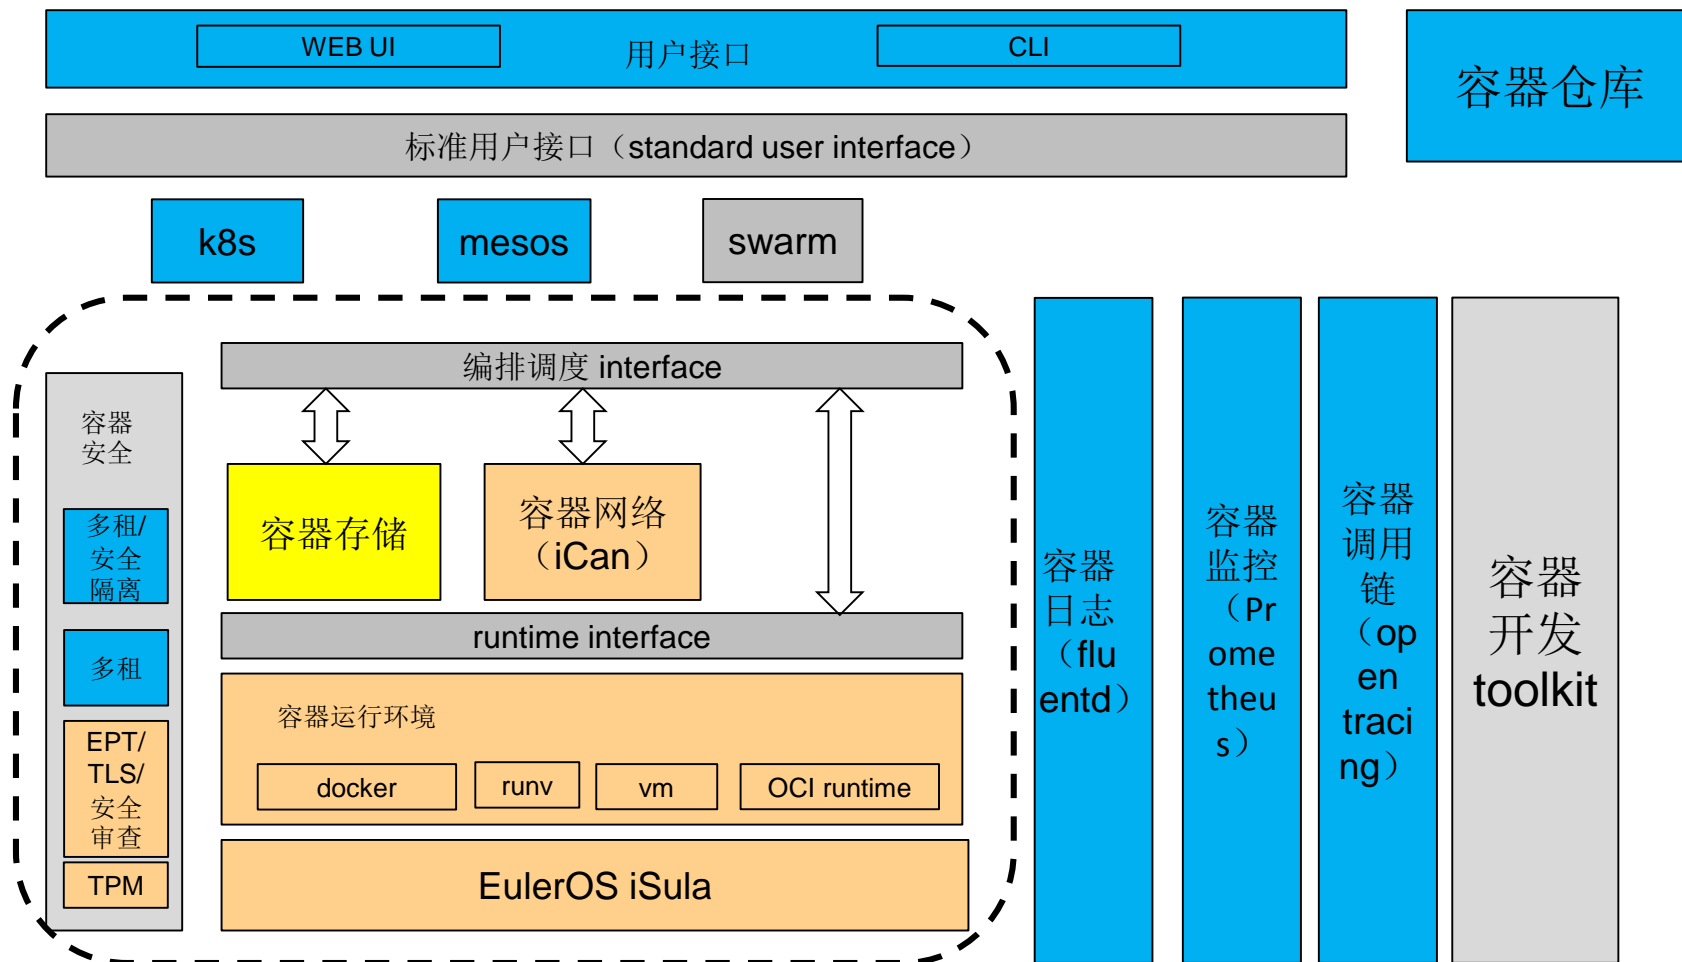 WEB UI
用户接口
CLI
容器仓库
标准用户接口（standard user interface）
k8s
mesos
swarm
编排调度 interface
容器
安全
多租/
安全
隔离
多租
EPT/
TLS/
安全
审查
TPM
容器存储
容器网络
（iCan）
runtime interface
容器运行环境
docker
runv
vm
OCI runtime
EulerOS iSula
容器
日志
（flu
entd）
容器
监控
（Pr
ome
theu
s）
容器
调用
链
（op
en
traci
ng）
容器
开发
toolkit